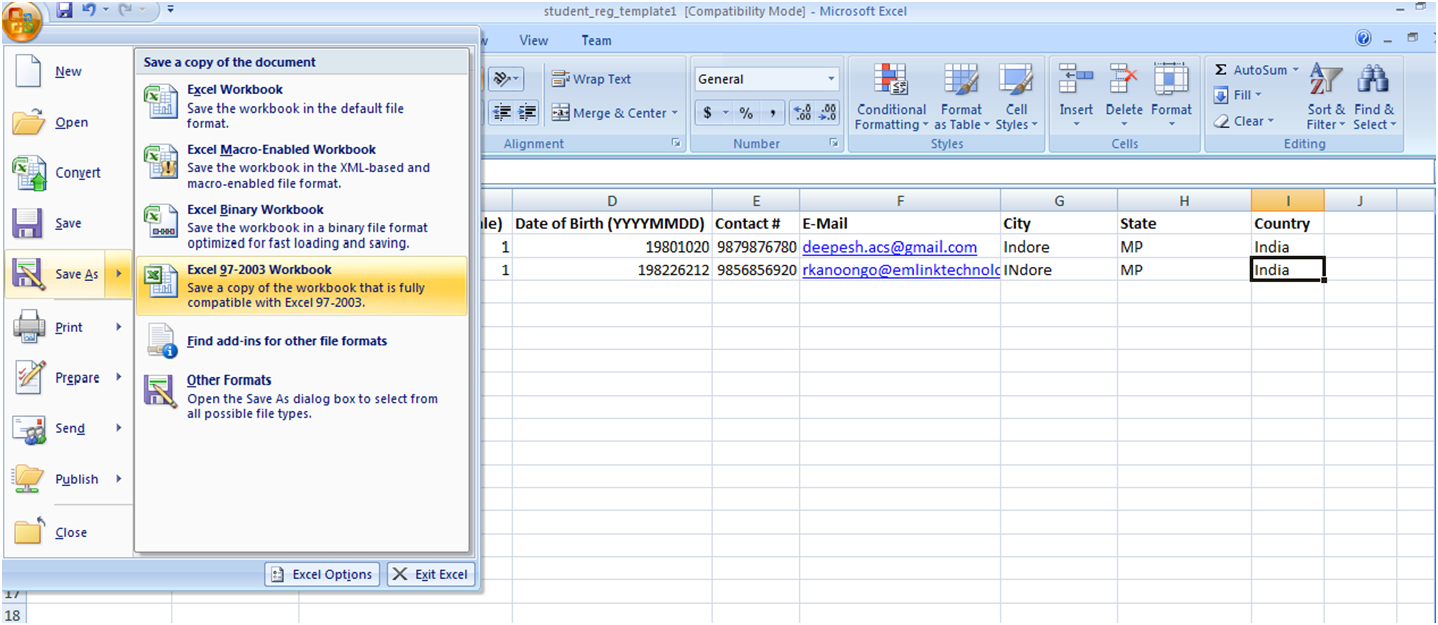 student_reg_template1 [Compatibility Mode] - Microsoft Excel
View Team
New
Open
Convert
Save
Save As
Print
Prepare
Send
Publish
Close
Save a copy of the document
Excel Workbook
Save the workbook in the default file
format.
Excel Macro-Enabled Workbook
Save the workbook in the XML-based and
macro-enabled file format.
Excel Binary Workbook
Save the workbook in a binary file format
optimized for fast loading and saving.
Excel 97-2003 Workbook
Save a copy of the workbook that is fully
compatible with Excel 97-2003.
Find add-ins for other file formats
Other Formats
Open the Save As dialog box to select from
all possible file types.
Excel Options Exit Excel
Wrap Text
Merge & Center
Alignment
General
$ % , .00 .00
Number
Conditional Formatting
Format as Table
Cell Styles
Styles
Insert Delete Format
Cells
Σ AutoSum
Fill
Clear
Sort & Filter
Find & Select
Editing
D E F G H I J
le) Date of Birth (YYYYMMDD) Contact # E-Mail City State Country
1 19801020 9879876780 deepesh.acs@gmail.com Indore MP India
1 198226212 9856856920 rkanoongo@emlinktechnolo INdore MP India
17
18